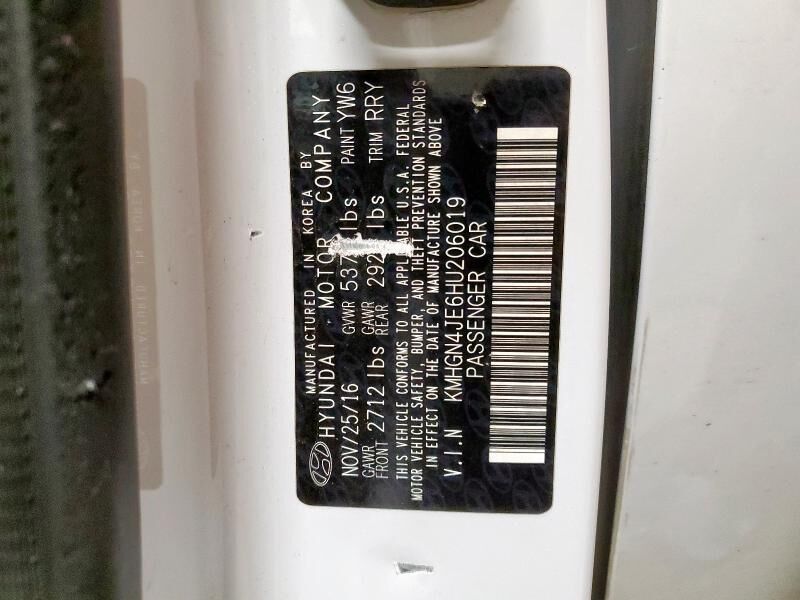 MANUFACTURED IN KOREA BY
HYUNDAI MOTOR COMPANY
NOV/25/16 GVWR lbs PAINT YW6
GAWR FRONT 2712 lbs GAWR REAR lbs TRIM RRY
THIS VEHICLE CONFORMS TO ALL APPLICABLE U.S.A. FEDERAL
MOTOR VEHICLE SAFETY, BUMPER, AND THEFT PREVENTION STANDARDS
IN EFFECT ON THE DATE OF MANUFACTURE SHOWN ABOVE
V.I.N KMHGN4JE6HU206019
PASSENGER CAR